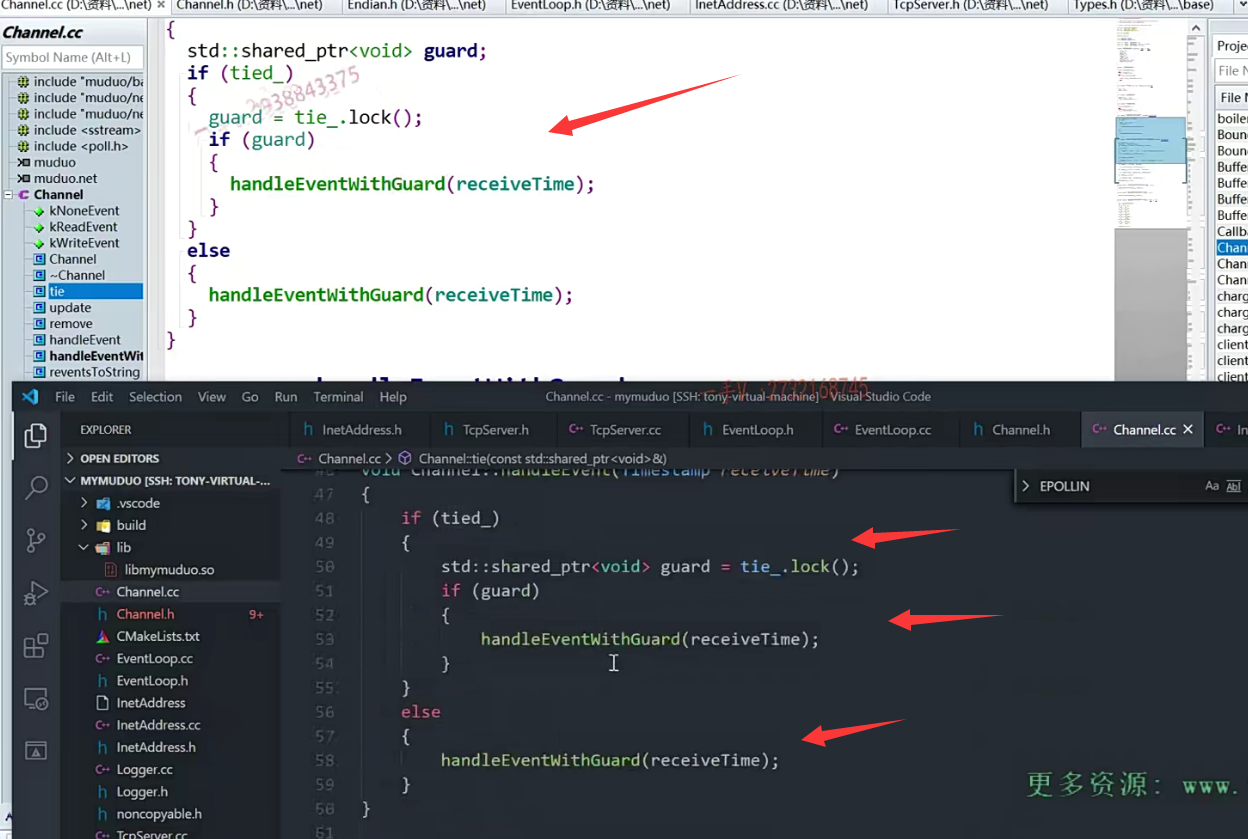 Channel.cc (D:\资料\...\net)
Channel.h (D:\资料\...\net)
Endian.h (D:\资料\...\net)
EventLoop.h (D:\资料\...\net)
InetAddress.cc (D:\资料\...\net)
TcpServer.h (D:\资料\...\net)
Types.h (D:\资料\...\base)
Channel.cc
Symbol Name (Alt+L)
include "muduo/ba
include "muduo/ne
include "muduo/ne
include <sstream>
include <poll.h>
muduo
muduo.net
Channel
kNoneEvent
kReadEvent
kWriteEvent
Channel
~Channel
tie
update
remove
handleEvent
handleEventWit
reventsToString
{
std::shared_ptr<void> guard;
if (tied_)
{
guard = tie_.lock();
if (guard)
{
handleEventWithGuard(receiveTime);
}
}
else
{
handleEventWithGuard(receiveTime);
}
}
Projec
File N
File N
boiler
Boun
Boun
Buffe
Buffe
Buffe
Buffe
Callba
Chan
Chan
Chan
charg
charg
charg
client
client
client
File Edit Selection View Go Run Terminal Help
Channel.cc - mymuduo [SSH: tony-virtual-machine] - Visual Studio Code
EXPLORER
InetAddress.h
TcpServer.h
TcpServer.cc
EventLoop.h
EventLoop.cc
Channel.h
Channel.cc
In
OPEN EDITORS
MYMUDUO [SSH: TONY-VIRTUAL-...
.vscode
build
lib
libmymuduo.so
Channel.cc
Channel.h 9+
CMakeLists.txt
EventLoop.cc
EventLoop.h
InetAddress
InetAddress.cc
InetAddress.h
Logger.cc
Logger.h
noncopyable.h
TcpServer.cc
Channel.cc > Channel::tie(const std::shared_ptr<void>&)
46 void Channel::handleEvent(Timestamp receiveTime)
47 {
48 if (tied_)
49 {
50 std::shared_ptr<void> guard = tie_.lock();
51 if (guard)
52 {
53 handleEventWithGuard(receiveTime);
54 }
55 }
56 else
57 {
58 handleEventWithGuard(receiveTime);
59 }
60 }
61
EPOLLIN
Aa Abl
更多资源: www.